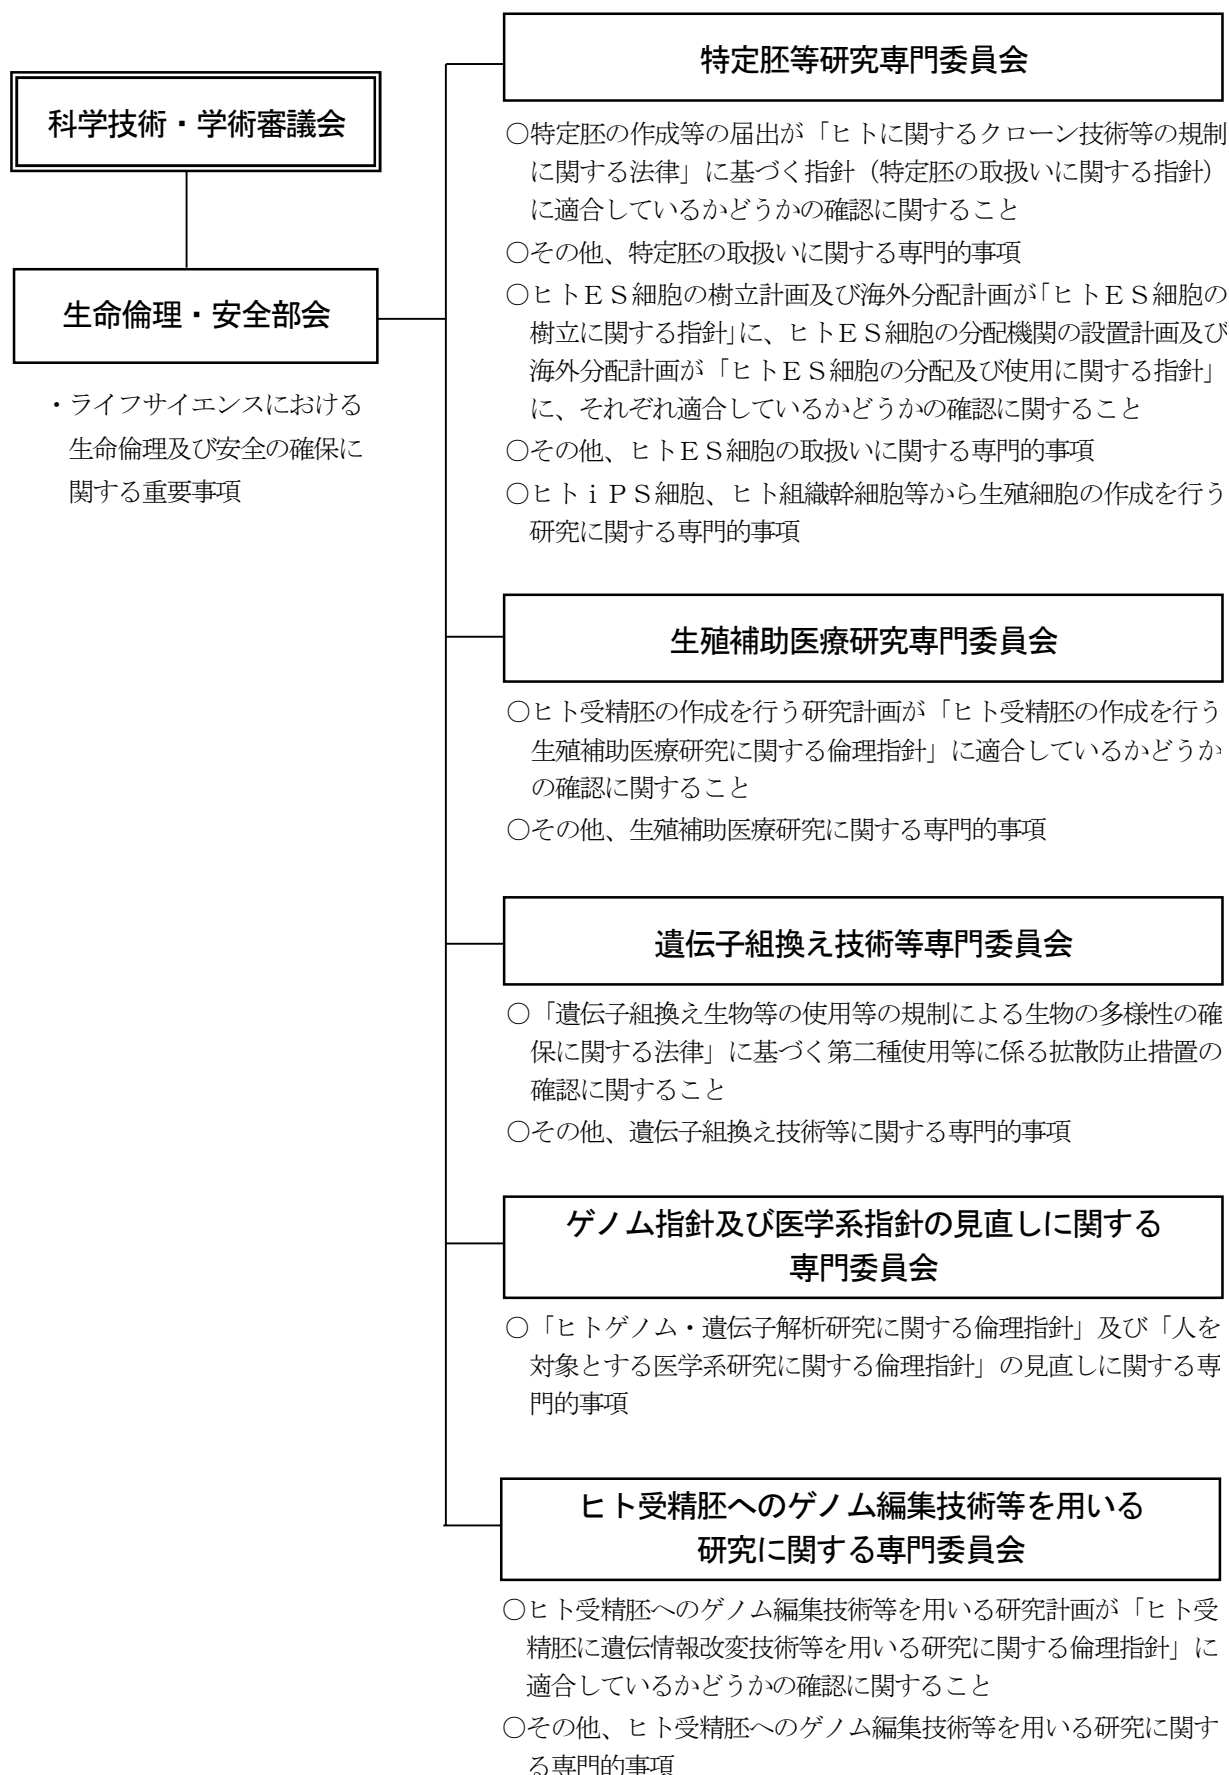 科学技術・学術審議会
生命倫理・安全部会
・ライフサイエンスにおける
生命倫理及び安全の確保に
関する重要事項
特定胚等研究専門委員会
○特定胚の作成等の届出が「ヒトに関するクローン技術等の規制
に関する法律」に基づく指針（特定胚の取扱いに関する指針）
に適合しているかどうかの確認に関すること
○その他、特定胚の取扱いに関する専門的事項
○ヒトＥＳ細胞の樹立計画及び海外分配計画が「ヒトＥＳ細胞の
樹立に関する指針」に、ヒトＥＳ細胞の分配機関の設置計画及び
海外分配計画が「ヒトＥＳ細胞の分配及び使用に関する指針」
に、それぞれ適合しているかどうかの確認に関すること
○その他、ヒトＥＳ細胞の取扱いに関する専門的事項
○ヒトｉＰＳ細胞、ヒト組織幹細胞等から生殖細胞の作成を行う
研究に関する専門的事項
生殖補助医療研究専門委員会
○ヒト受精胚の作成を行う研究計画が「ヒト受精胚の作成を行う
生殖補助医療研究に関する倫理指針」に適合しているかどうか
の確認に関すること
○その他、生殖補助医療研究に関する専門的事項
遺伝子組換え技術等専門委員会
○「遺伝子組換え生物等の使用等の規制による生物の多様性の確
保に関する法律」に基づく第二種使用等に係る拡散防止措置の
確認に関すること
○その他、遺伝子組換え技術等に関する専門的事項
ゲノム指針及び医学系指針の見直しに関する
専門委員会
○「ヒトゲノム・遺伝子解析研究に関する倫理指針」及び「人を
対象とする医学系研究に関する倫理指針」の見直しに関する専
門的事項
ヒト受精胚へのゲノム編集技術等を用いる
研究に関する専門委員会
○ヒト受精胚へのゲノム編集技術等を用いる研究計画が「ヒト受
精胚に遺伝情報改変技術等を用いる研究に関する倫理指針」に
適合しているかどうかの確認に関すること
○その他、ヒト受精胚へのゲノム編集技術等を用いる研究に関す
る専門的事項